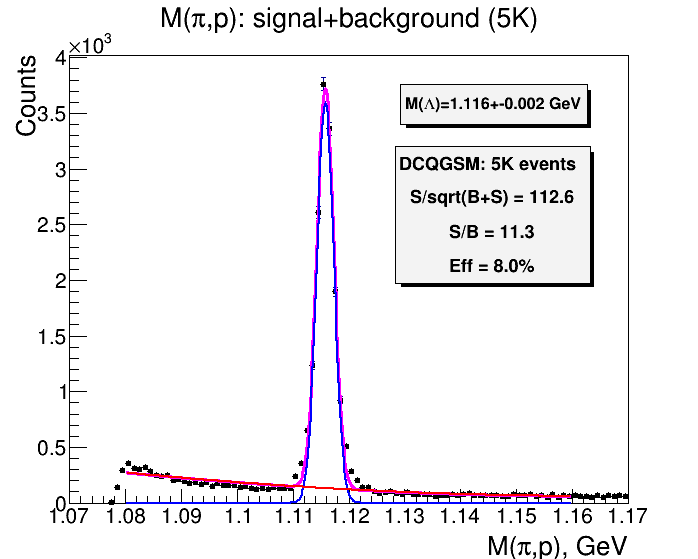 M(π,p): signal+background (5K)
×10³
Counts
4
3.5
3
2.5
2
1.5
1
0.5
0
M(Λ)=1.116+-0.002 GeV
DCQGSM: 5K events
S/sqrt(B+S) = 112.6
S/B = 11.3
Eff = 8.0%
1.07 1.08 1.09 1.1 1.11 1.12 1.13 1.14 1.15 1.16 1.17
M(π,p), GeV